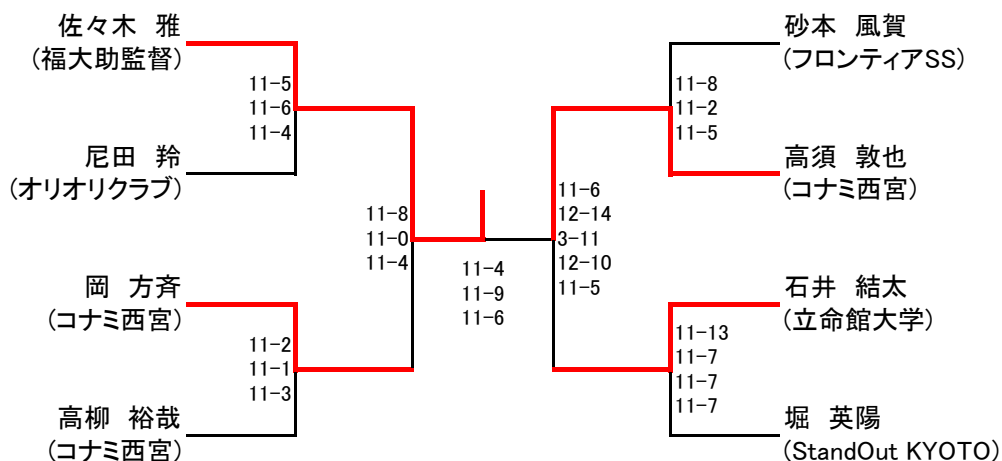 佐々木 雅
(福大助監督)
11-5
11-6
11-4
尼田 羚
(オリオリクラブ)
11-8
11-0
11-4
岡 方斉
(コナミ西宮)
11-2
11-1
11-3
高柳 裕哉
(コナミ西宮)
11-4
11-9
11-6
砂本 風賀
(フロンティアSS)
11-8
11-2
11-5
高須 敦也
(コナミ西宮)
11-6
12-14
3-11
12-10
11-5
石井 結太
(立命館大学)
11-13
11-7
11-7
11-7
堀 英陽
(StandOut KYOTO)